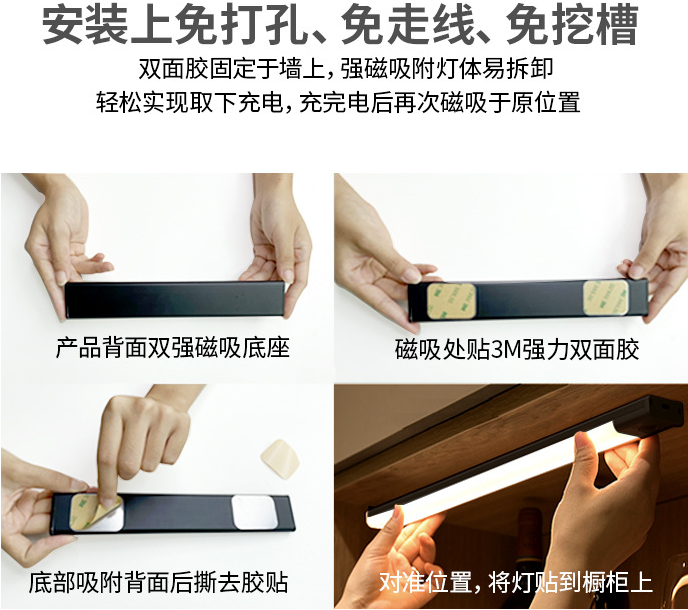 安装上免打孔、免走线、免挖槽
双面胶固定于墙上，强磁吸附灯体易拆卸
轻松实现取下充电，充完电后再次磁吸于原位置
产品背面双强磁吸底座
磁吸处贴3M强力双面胶
底部吸附背面后撕去胶贴
对准位置，将灯贴到橱柜上